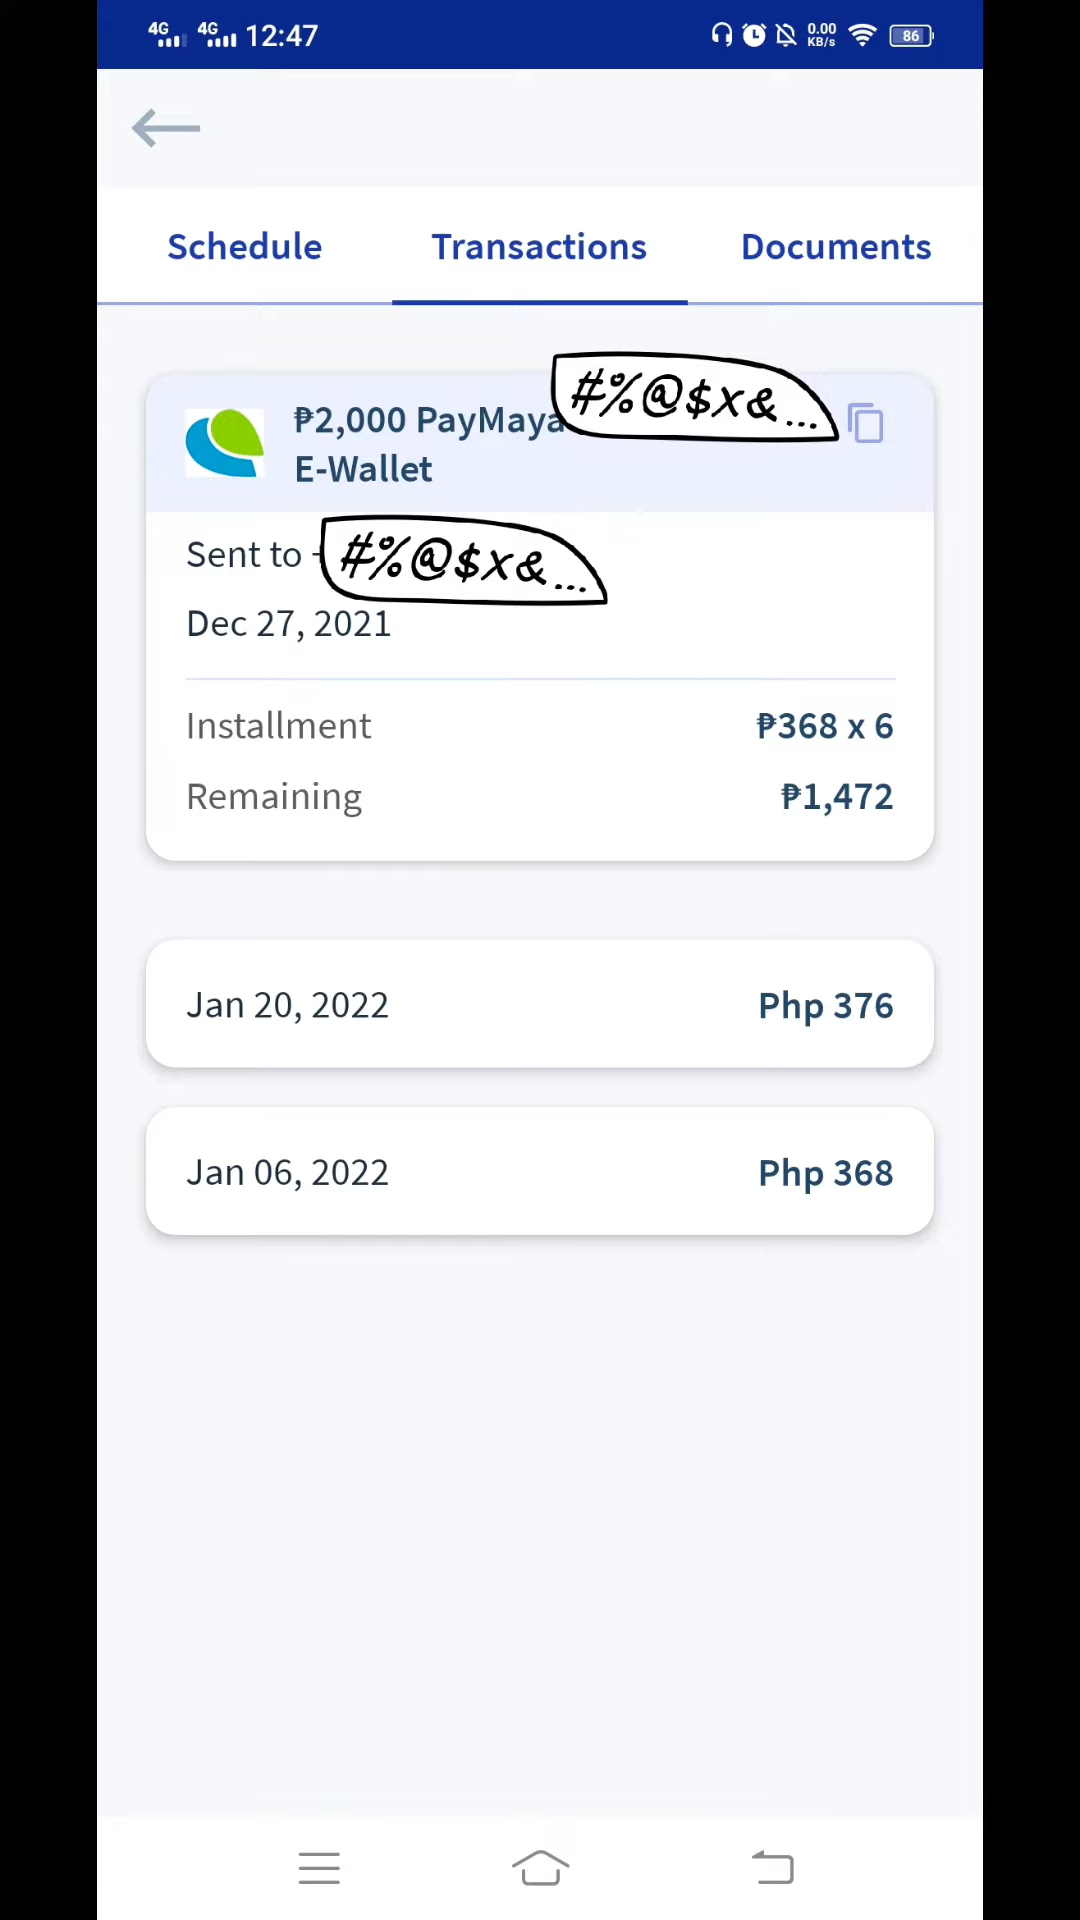 4G 4G 12:47 0.00 KB/s 86
Schedule Transactions Documents
₱2,000 PayMaya #%@$x&...
E-Wallet
Sent to #%@$x&...
Dec 27, 2021
Installment ₱368 x 6
Remaining ₱1,472
Jan 20, 2022 Php 376
Jan 06, 2022 Php 368